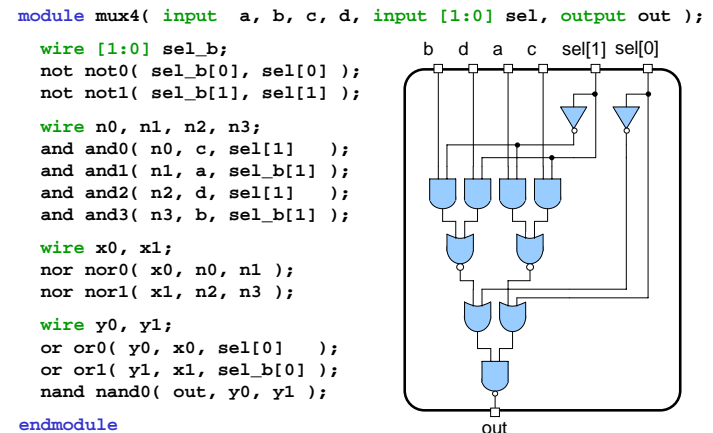 module mux4( input  a, b, c, d, input [1:0] sel, output out );
  wire [1:0] sel_b;
  not not0( sel_b[0], sel[0] );
  not not1( sel_b[1], sel[1] );
  wire n0, n1, n2, n3;
  and and0( n0, c, sel[1]   );
  and and1( n1, a, sel_b[1] );
  and and2( n2, d, sel[1]   );
  and and3( n3, b, sel_b[1] );
  wire x0, x1;
  nor nor0( x0, n0, n1 );
  nor nor1( x1, n2, n3 );
  wire y0, y1;
  or or0( y0, x0, sel[0]   );
  or or1( y1, x1, sel_b[0] );
  nand nand0( out, y0, y1 );
endmodule
b d a c sel[1] sel[0]
out